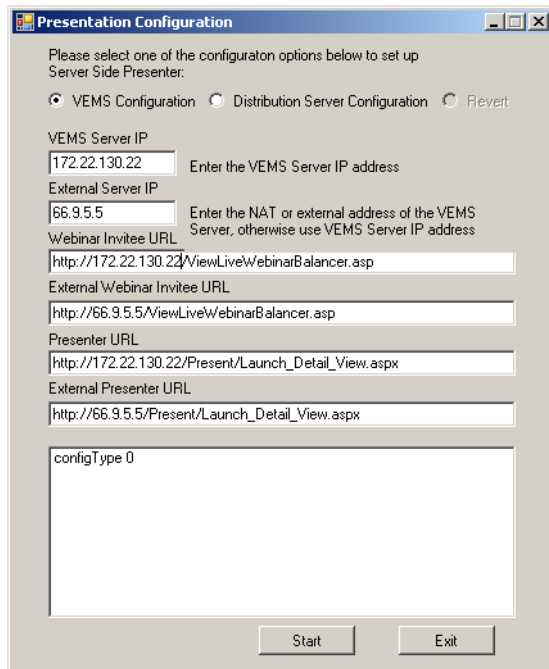 Presentation Configuration
Please select one of the configuraton options below to set up
Server Side Presenter:
VEMS Configuration
Distribution Server Configuration
Revert
VEMS Server IP
172.22.130.22
Enter the VEMS Server IP address
External Server IP
66.9.5.5
Enter the NAT or external address of the VEMS
Server, otherwise use VEMS Server IP address
Webinar Invitee URL
http://172.22.130.22/ViewLiveWebinarBalancer.asp
External Webinar Invitee URL
http://66.9.5.5/ViewLiveWebinarBalancer.asp
Presenter URL
http://172.22.130.22/Present/Launch_Detail_View.aspx
External Presenter URL
http://66.9.5.5/Present/Launch_Detail_View.aspx
configType 0
Start
Exit